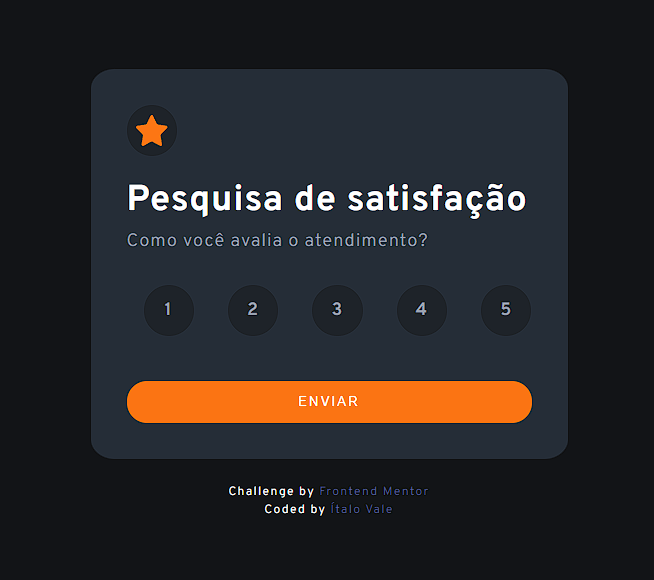 Pesquisa de satisfação
Como você avalia o atendimento?
1 2 3 4 5
ENVIAR
Challenge by Frontend Mentor
Coded by Ítalo Vale